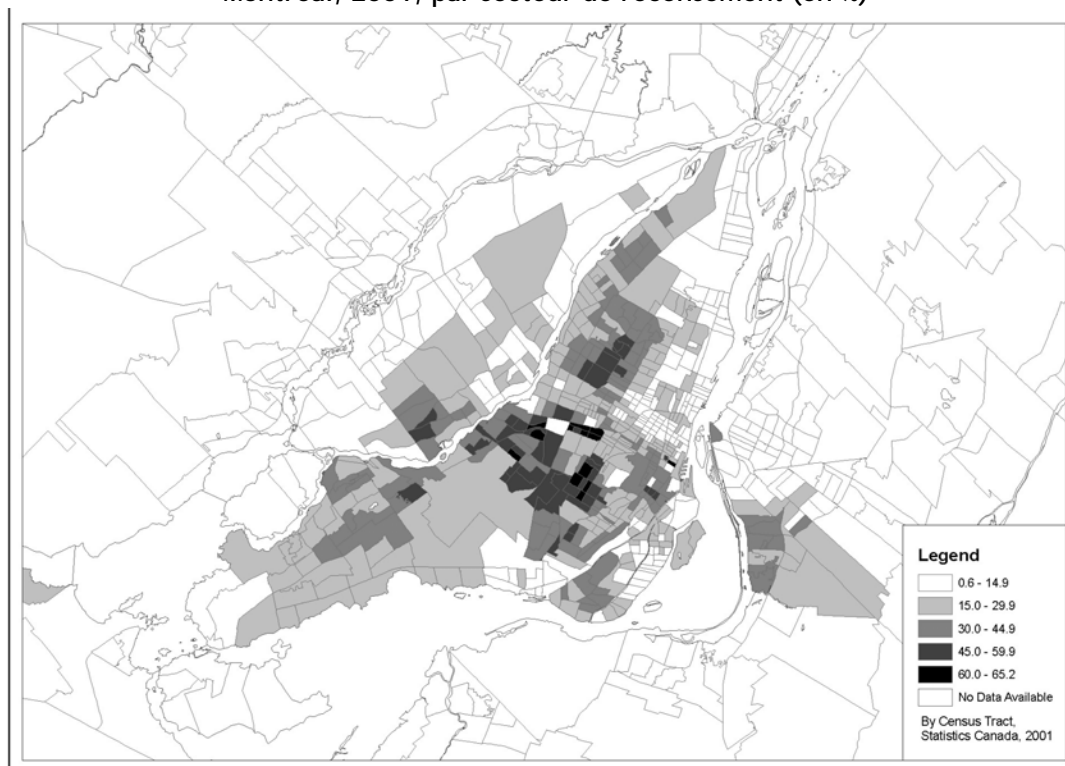 Montréal, 2001, par secteur de recensement (en %)
Legend
0.6 - 14.9
15.0 - 29.9
30.0 - 44.9
45.0 - 59.9
60.0 - 65.2
No Data Available
By Census Tract,
Statistics Canada, 2001